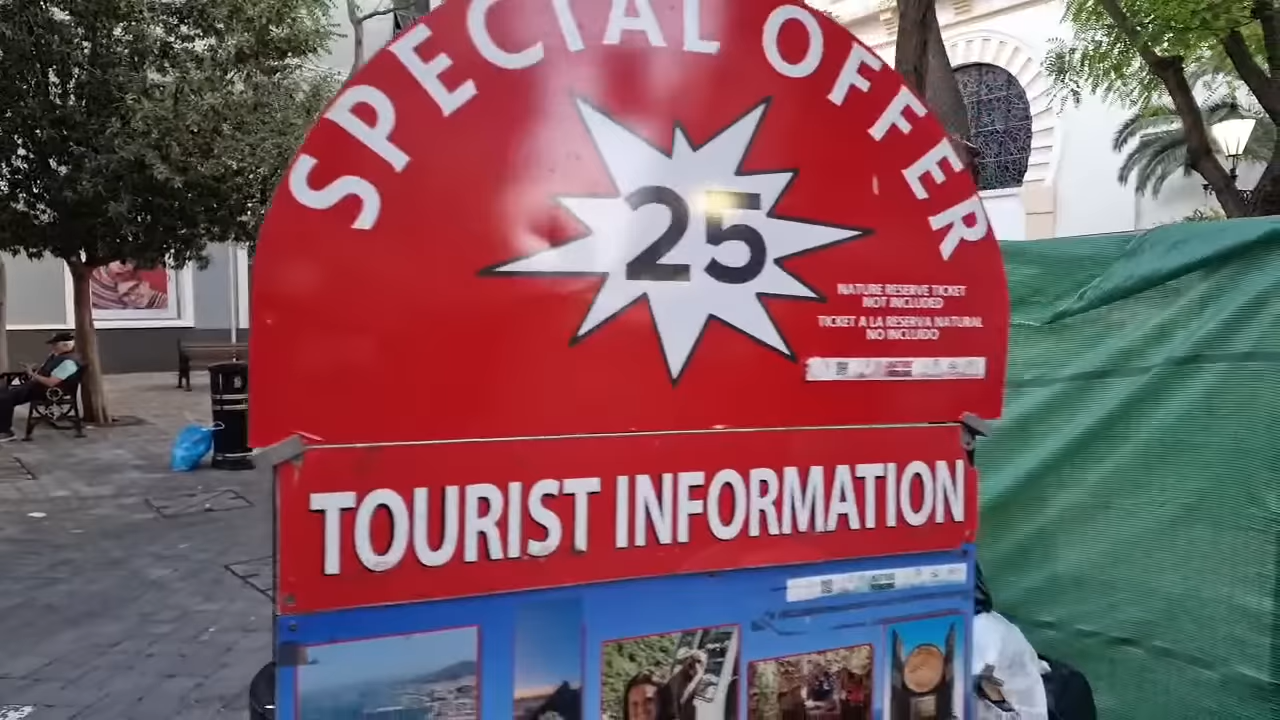 SPECIAL OFFER
25
NATURE RESERVE TICKET
NOT INCLUDED
TICKET A LA RESERVA NATURAL
NO INCLUIDO
TOURIST INFORMATION